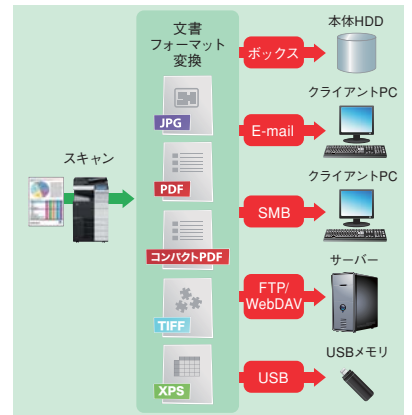 文書
フォーマット
変換
スキャン
JPG
PDF
コンパクトPDF
TIFF
XPS
ボックス
本体HDD
E-mail
クライアントPC
SMB
クライアントPC
FTP/
WebDAV
サーバー
USB
USBメモリ